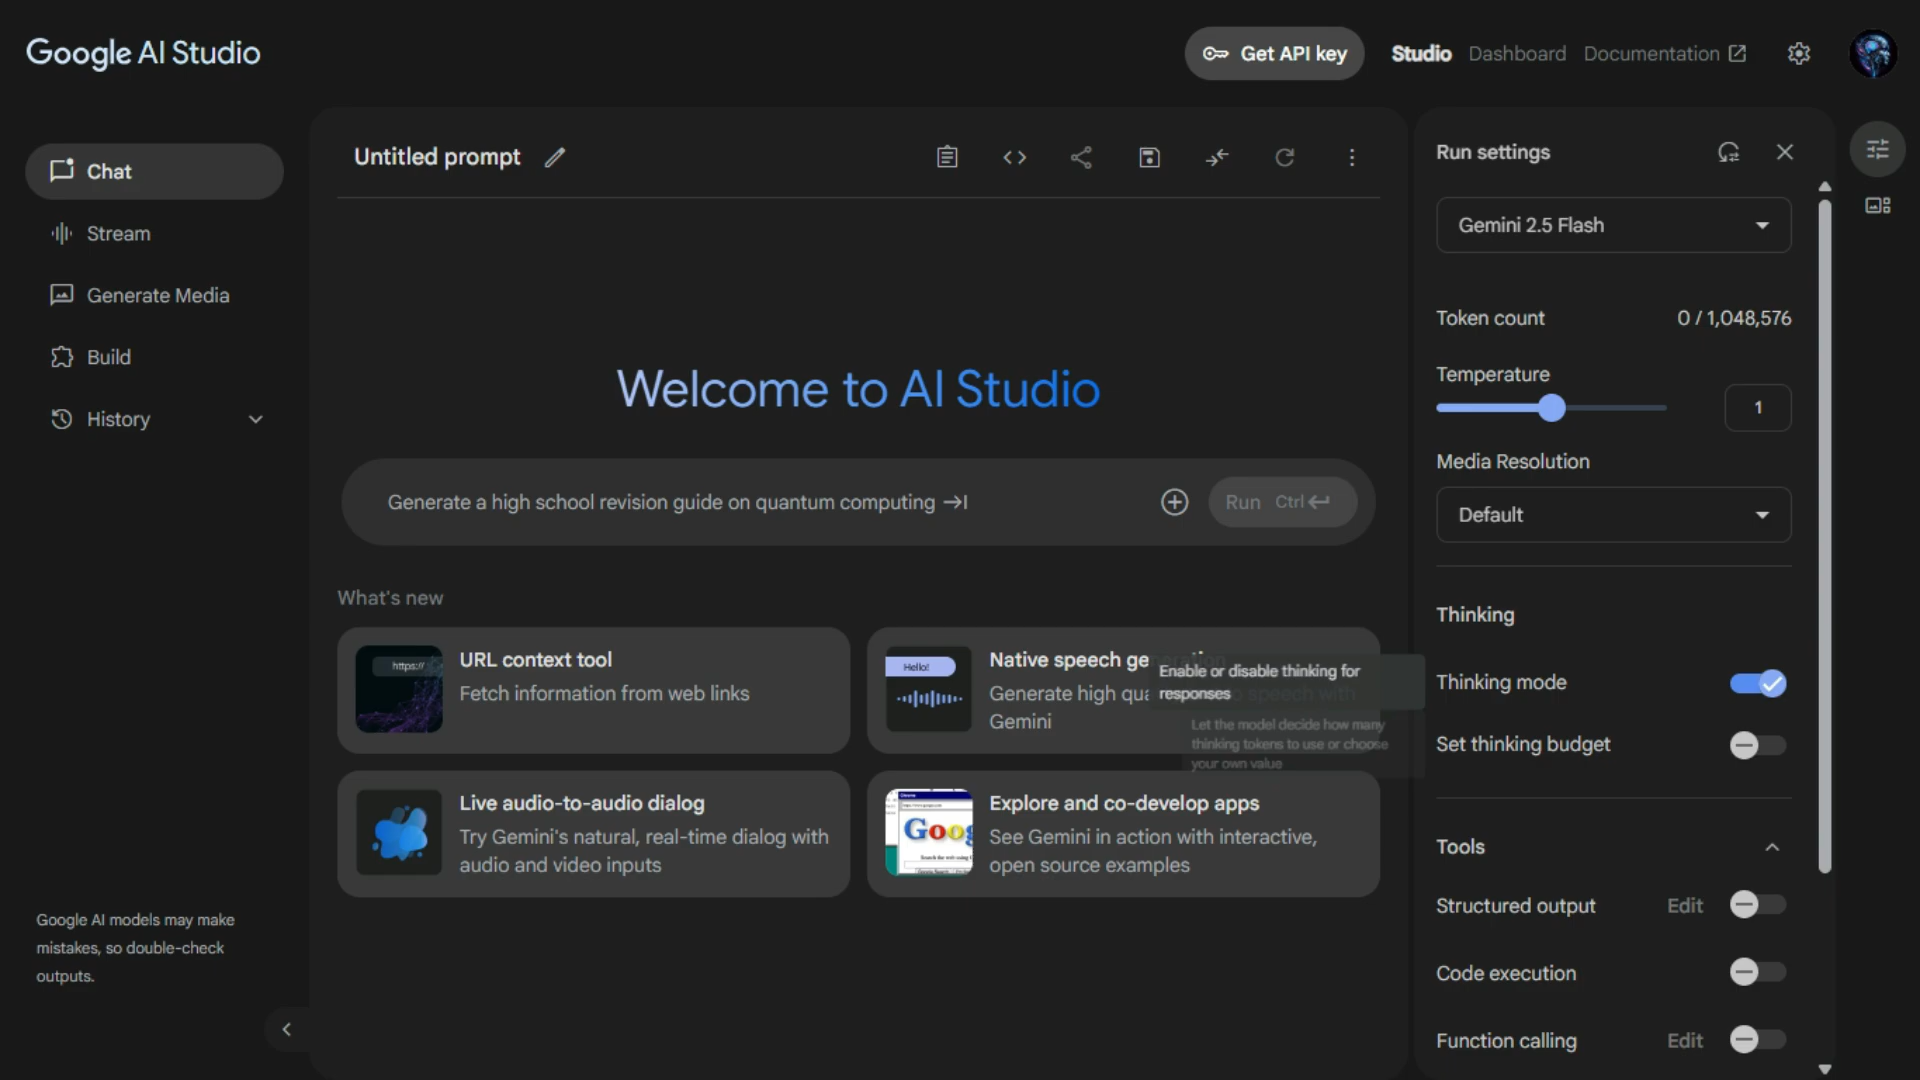 Google AI Studio
Get API key
Studio
Dashboard
Documentation
Chat
Stream
Generate Media
Build
History
Google AI models may make
mistakes, so double-check
outputs.
Untitled prompt
Welcome to AI Studio
Generate a high school revision guide on quantum computing
Run Ctrl
What's new
https://
URL context tool
Fetch information from web links
Hello!
Native speech ge
Generate high qua
Gemini
Enable or disable thinking for
responses
Let the model decide how many
thinking tokens to use or choose
your own value
Live audio-to-audio dialog
Try Gemini's natural, real-time dialog with
audio and video inputs
Goog
Explore and co-develop apps
See Gemini in action with interactive,
open source examples
Run settings
Gemini 2.5 Flash
Token count 0 / 1,048,576
Temperature
1
Media Resolution
Default
Thinking
Thinking mode
Set thinking budget
Tools
Structured output Edit
Code execution
Function calling Edit